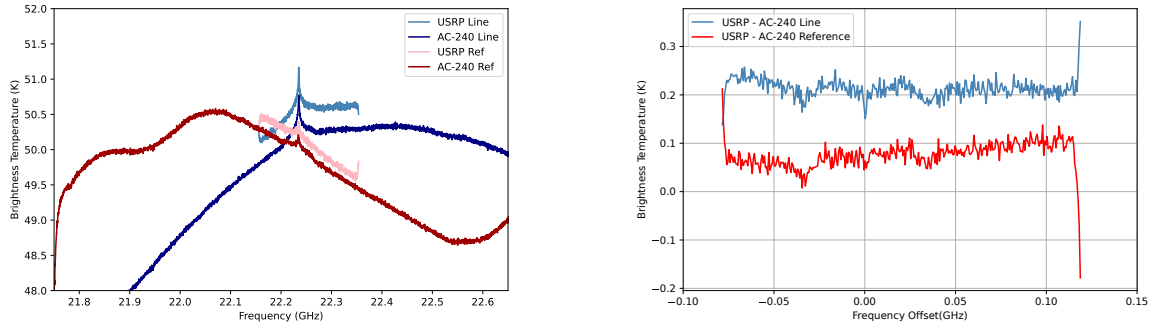 52.0
51.5
51.0
50.5
50.0
49.5
49.0
48.5
48.0
Brightness Temperature (K)
21.8 21.9 22.0 22.1 22.2 22.3 22.4 22.5 22.6
Frequency (GHz)
USRP Line
AC-240 Line
USRP Ref
AC-240 Ref
0.3
0.2
0.1
0.0
−0.1
−0.2
Brightness Temperature (K)
−0.10 −0.05 0.00 0.05 0.10 0.15
Frequency Offset(GHz)
USRP - AC-240 Line
USRP - AC-240 Reference